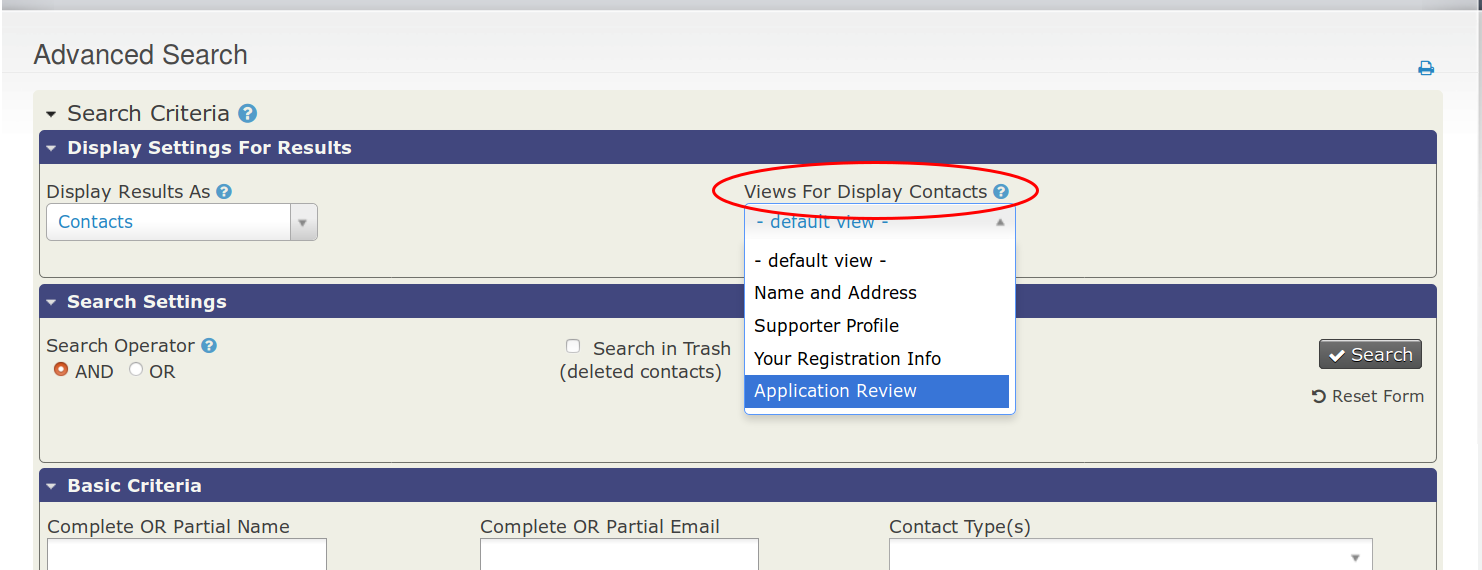 Advanced Search
Search Criteria ?
Display Settings For Results
Display Results As ?
Views For Display Contacts ?
Contacts
- default view -
- default view -
Name and Address
Supporter Profile
Your Registration Info
Application Review
Search Settings
Search Operator ?
AND OR
Search in Trash
(deleted contacts)
Search
Reset Form
Basic Criteria
Complete OR Partial Name
Complete OR Partial Email
Contact Type(s)